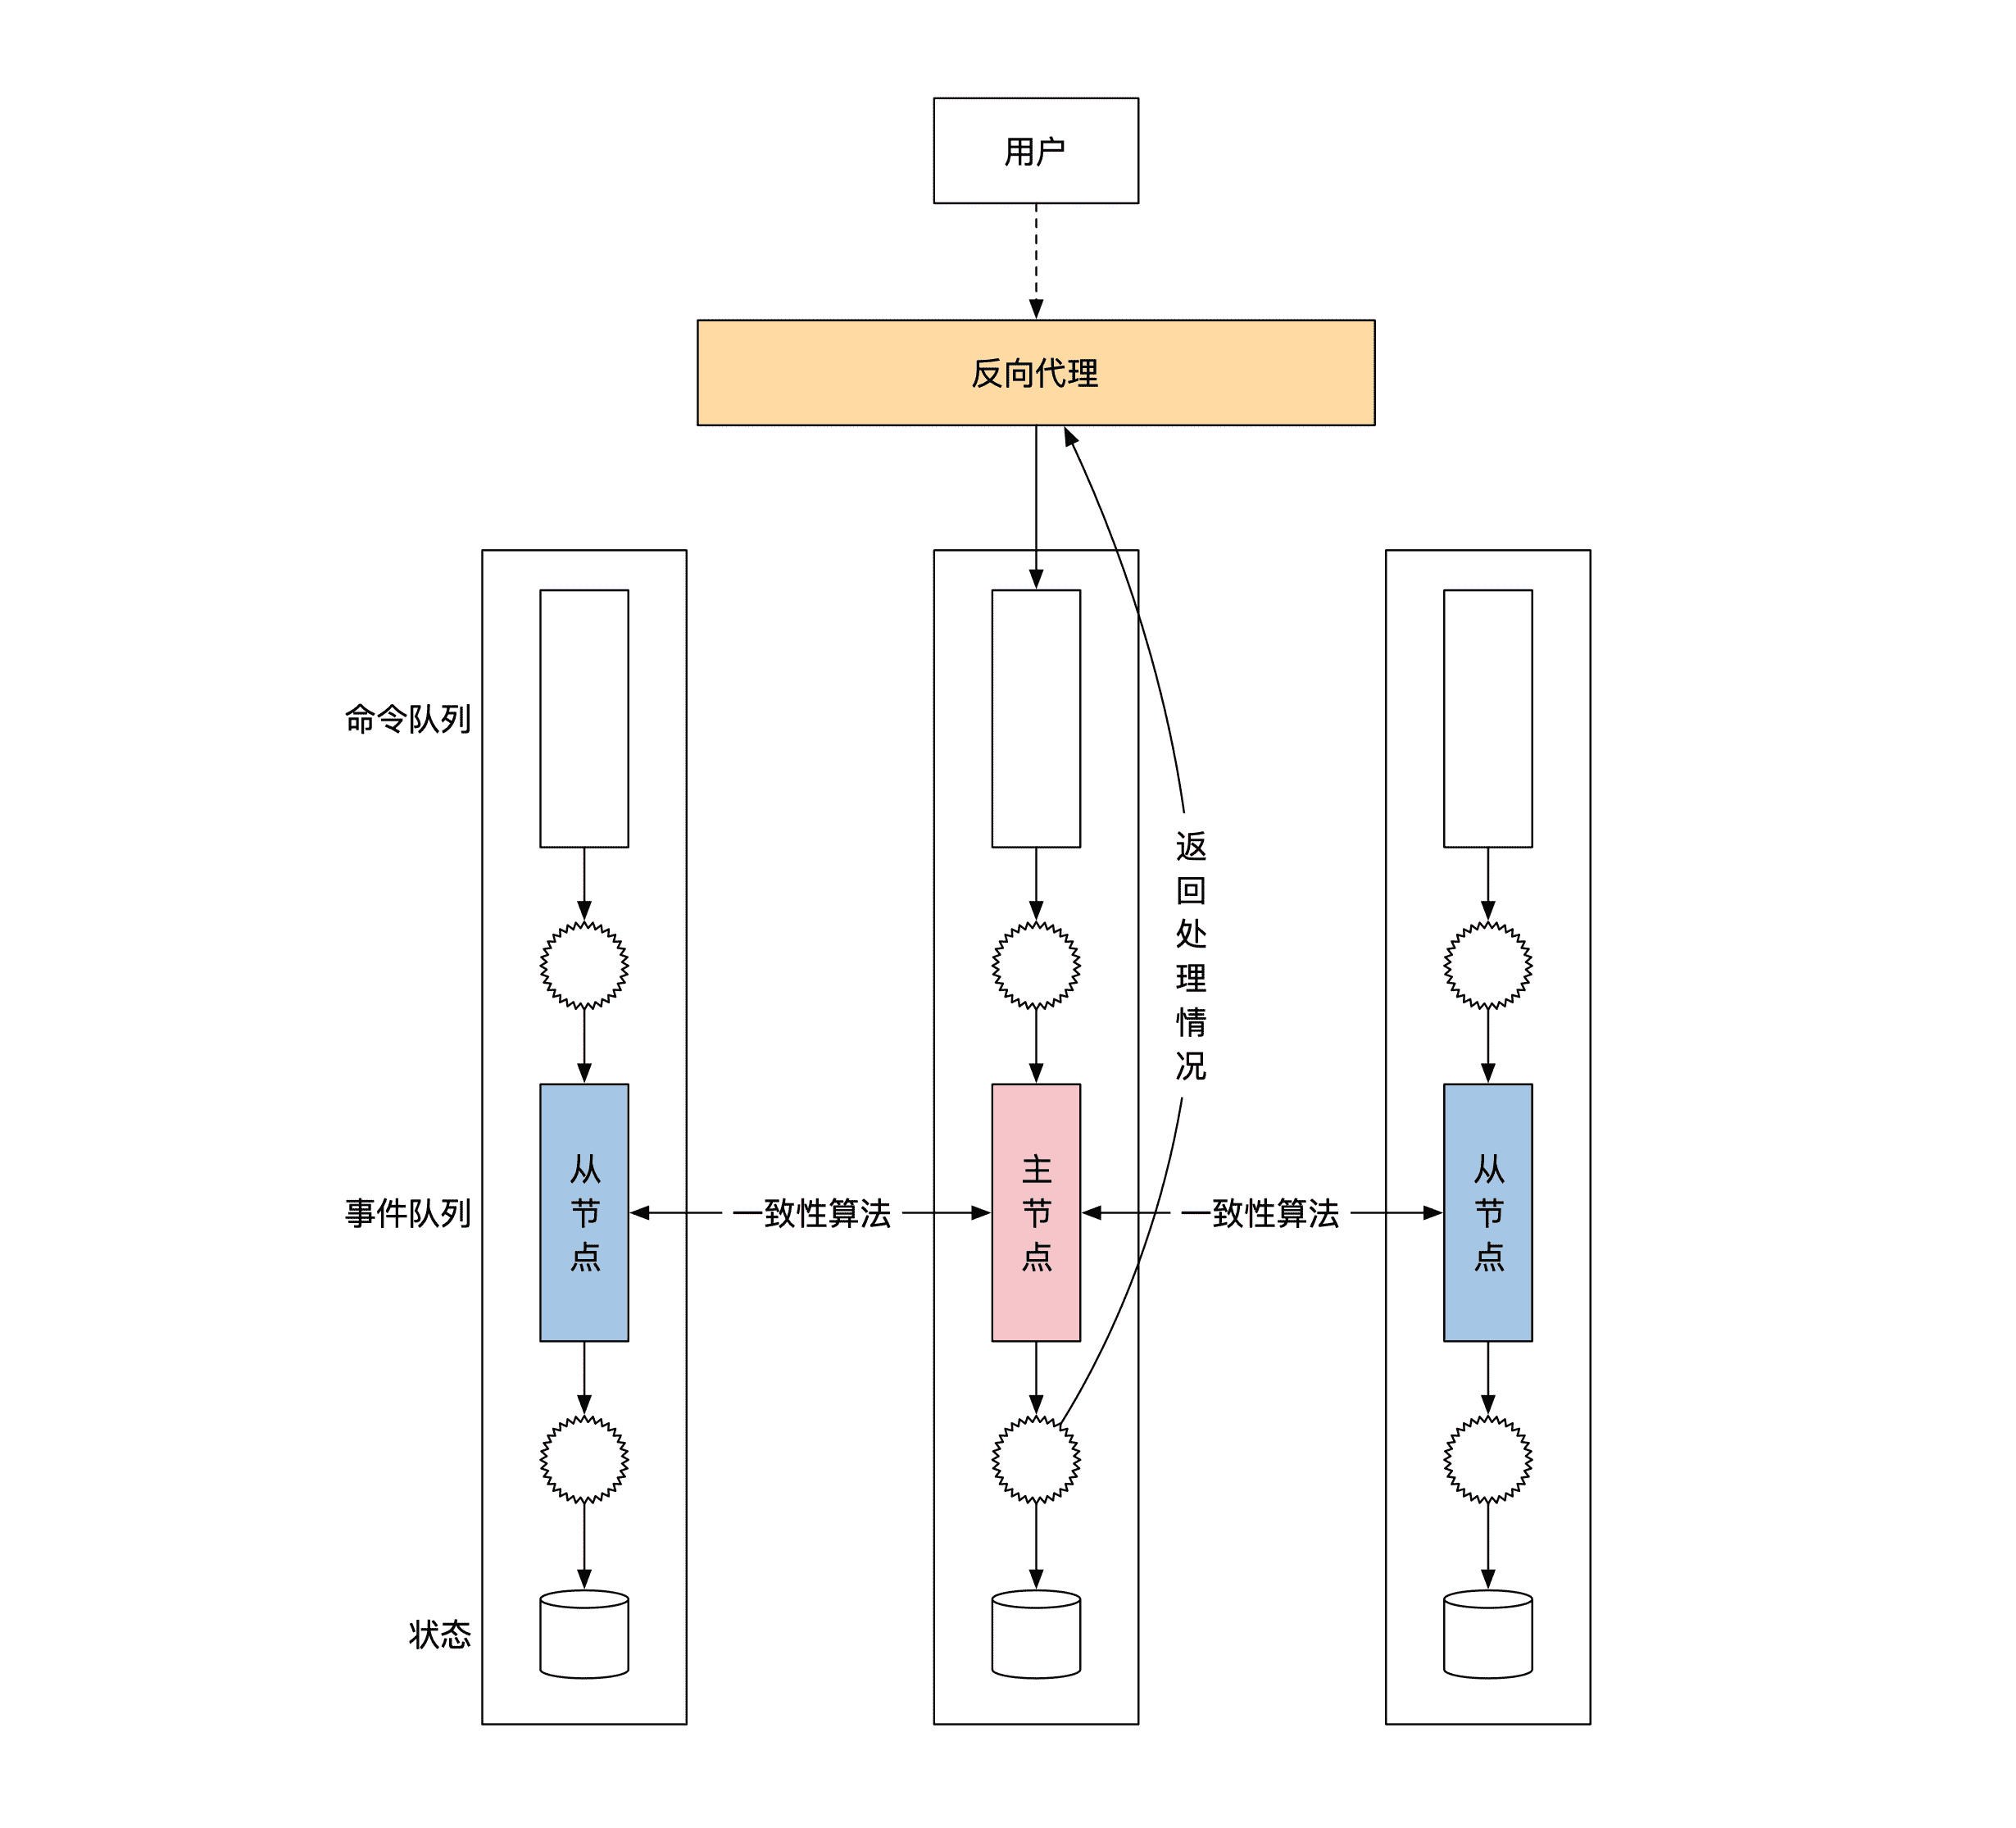 用户
反向代理
命令队列
返回处理情况
事件队列
从节点
一致性算法
主节点
一致性算法
从节点
状态